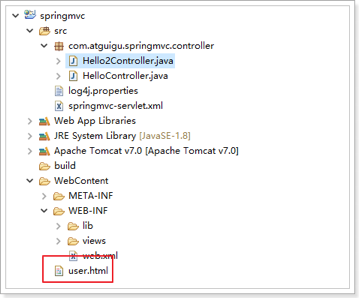 springmvc
src
com.atguigu.springmvc.controller
Hello2Controller.java
HelloController.java
log4j.properties
springmvc-servlet.xml
Web App Libraries
JRE System Library [JavaSE-1.8]
Apache Tomcat v7.0 [Apache Tomcat v7.0]
build
WebContent
META-INF
WEB-INF
lib
views
web.xml
user.html